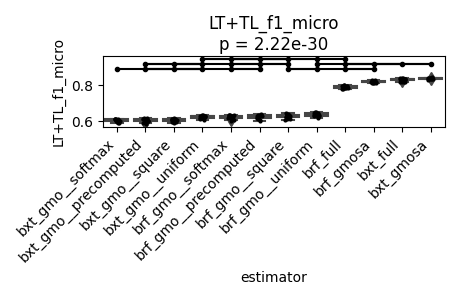 LT+TL_f1_micro
p = 2.22e-30
LT+TL_f1_micro
0.8
0.6
bxt_gmo__softmax
bxt_gmo__precomputed
bxt_gmo__square
bxt_gmo__uniform
brf_gmo__softmax
brf_gmo__precomputed
brf_gmo__square
brf_gmo__uniform
brf_full
brf_gmosa
bxt_full
bxt_gmosa
estimator